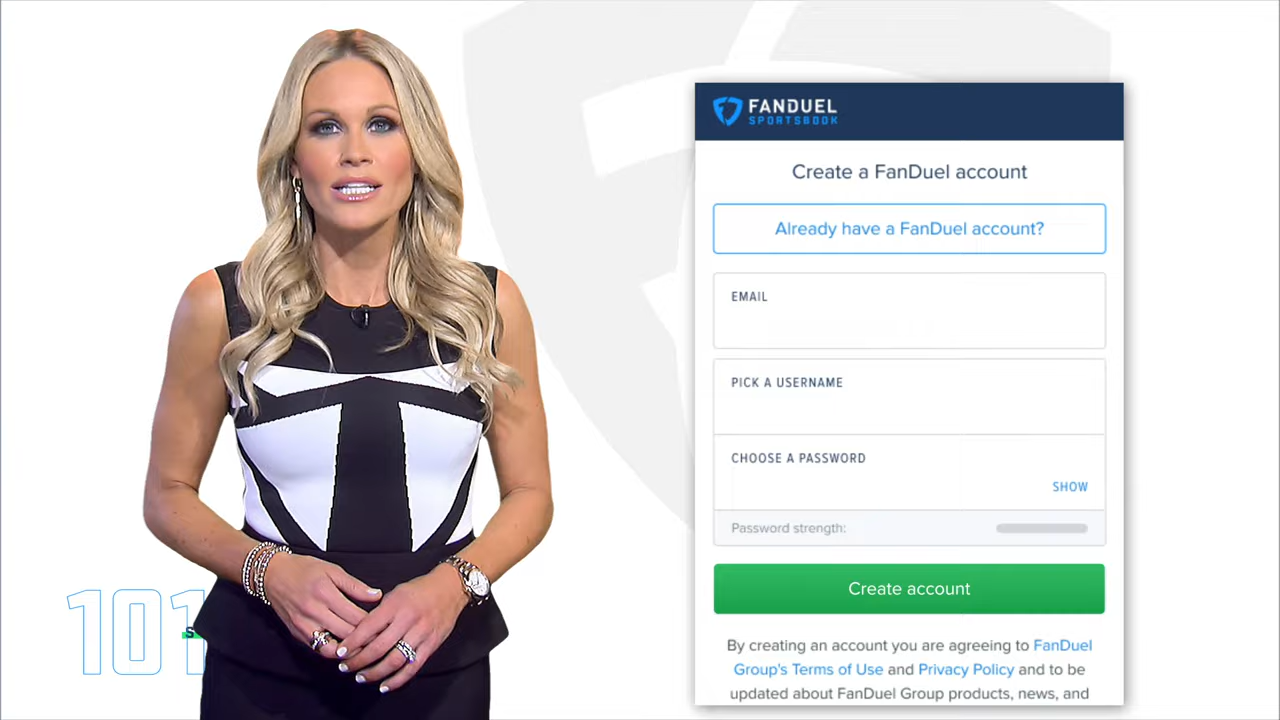 FANDUEL
SPORTSBOOK
Create a FanDuel account
Already have a FanDuel account?
EMAIL
PICK A USERNAME
CHOOSE A PASSWORD
SHOW
Password strength:
Create account
By creating an account you are agreeing to FanDuel
Group's Terms of Use and Privacy Policy and to be
updated about FanDuel Group products, news, and
101
S